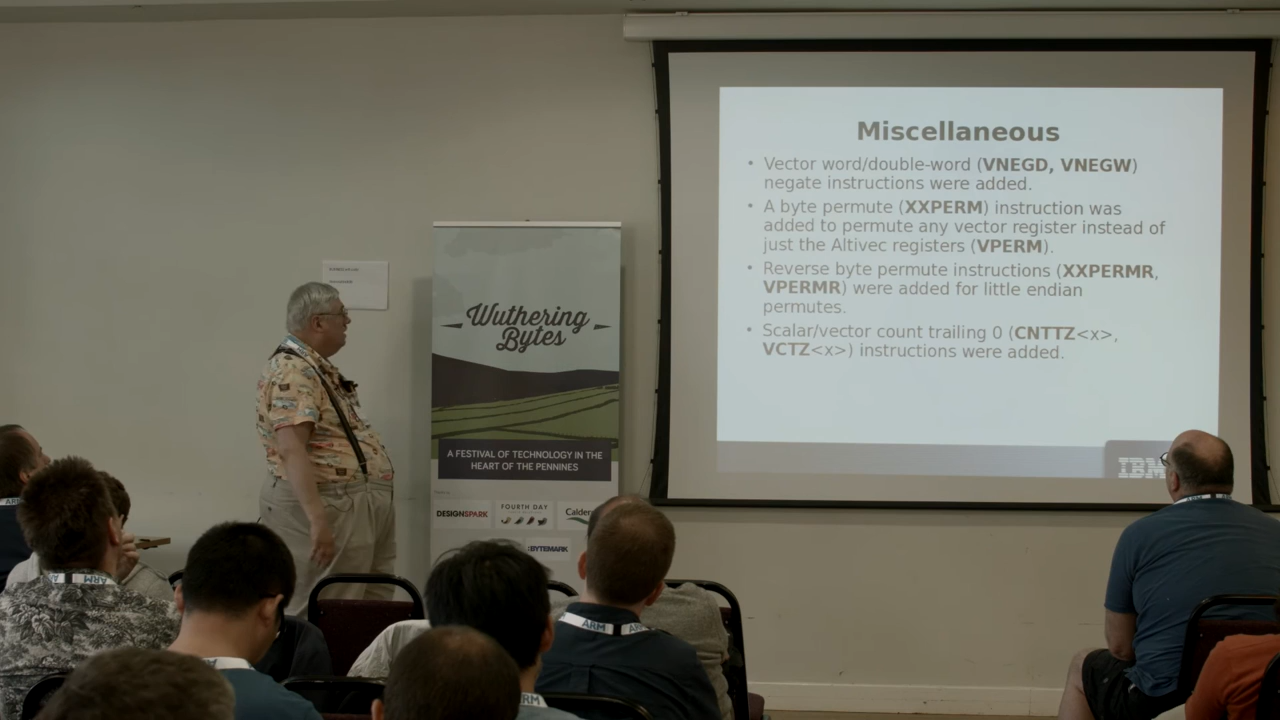 Miscellaneous
• Vector word/double-word (VNEGD, VNEGW)
negate instructions were added.
• A byte permute (XXPERM) instruction was
added to permute any vector register instead of
just the Altivec registers (VPERM).
• Reverse byte permute instructions (XXPERMR,
VPERMR) were added for little endian
permutes.
• Scalar/vector count trailing 0 (CNTTZ<x>,
VCTZ<x>) instructions were added.
IBM
Wuthering
Bytes
A FESTIVAL OF TECHNOLOGY IN THE
HEART OF THE PENNINES
DESIGNSPARK
FOURTH DAY
BYTEMARK
ARM
ARM
ARM
ARM